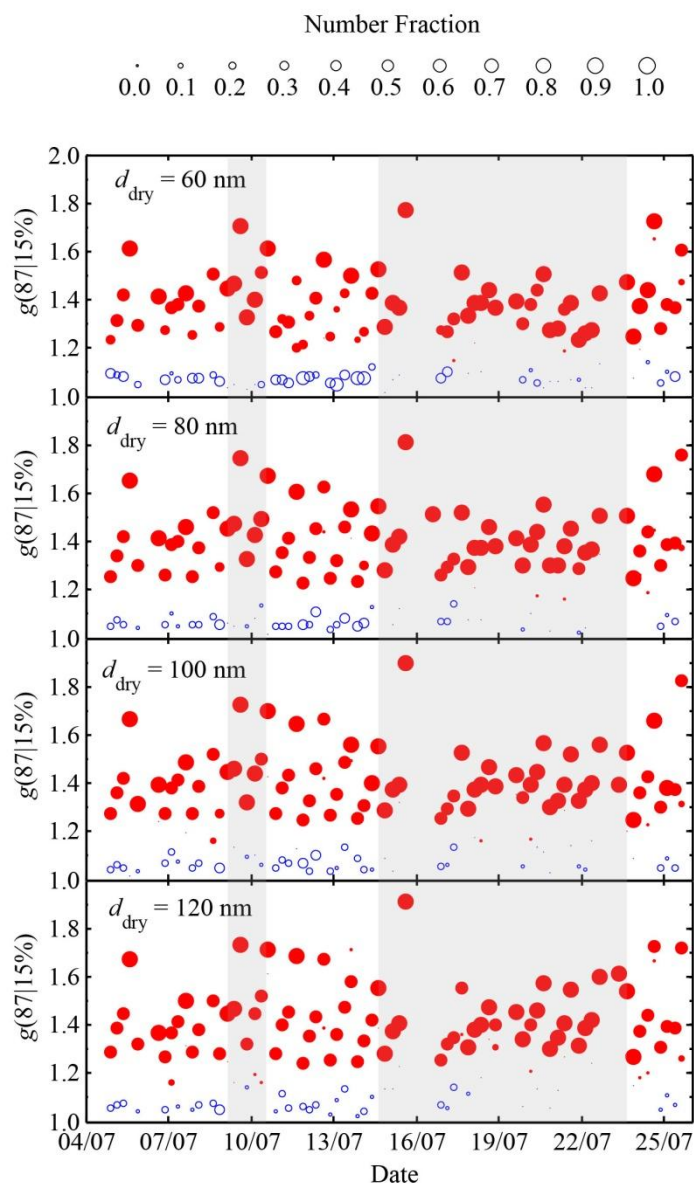 Number Fraction
0.0 0.1 0.2 0.3 0.4 0.5 0.6 0.7 0.8 0.9 1.0
2.0
d_dry = 60 nm
1.8
1.6
g(87|15%)
1.4
1.2
1.0
d_dry = 80 nm
1.8
1.6
g(87|15%)
1.4
1.2
1.0
d_dry = 100 nm
1.8
1.6
g(87|15%)
1.4
1.2
1.0
d_dry = 120 nm
1.8
1.6
g(87|15%)
1.4
1.2
1.0
04/07 07/07 10/07 13/07 16/07 19/07 22/07 25/07
Date